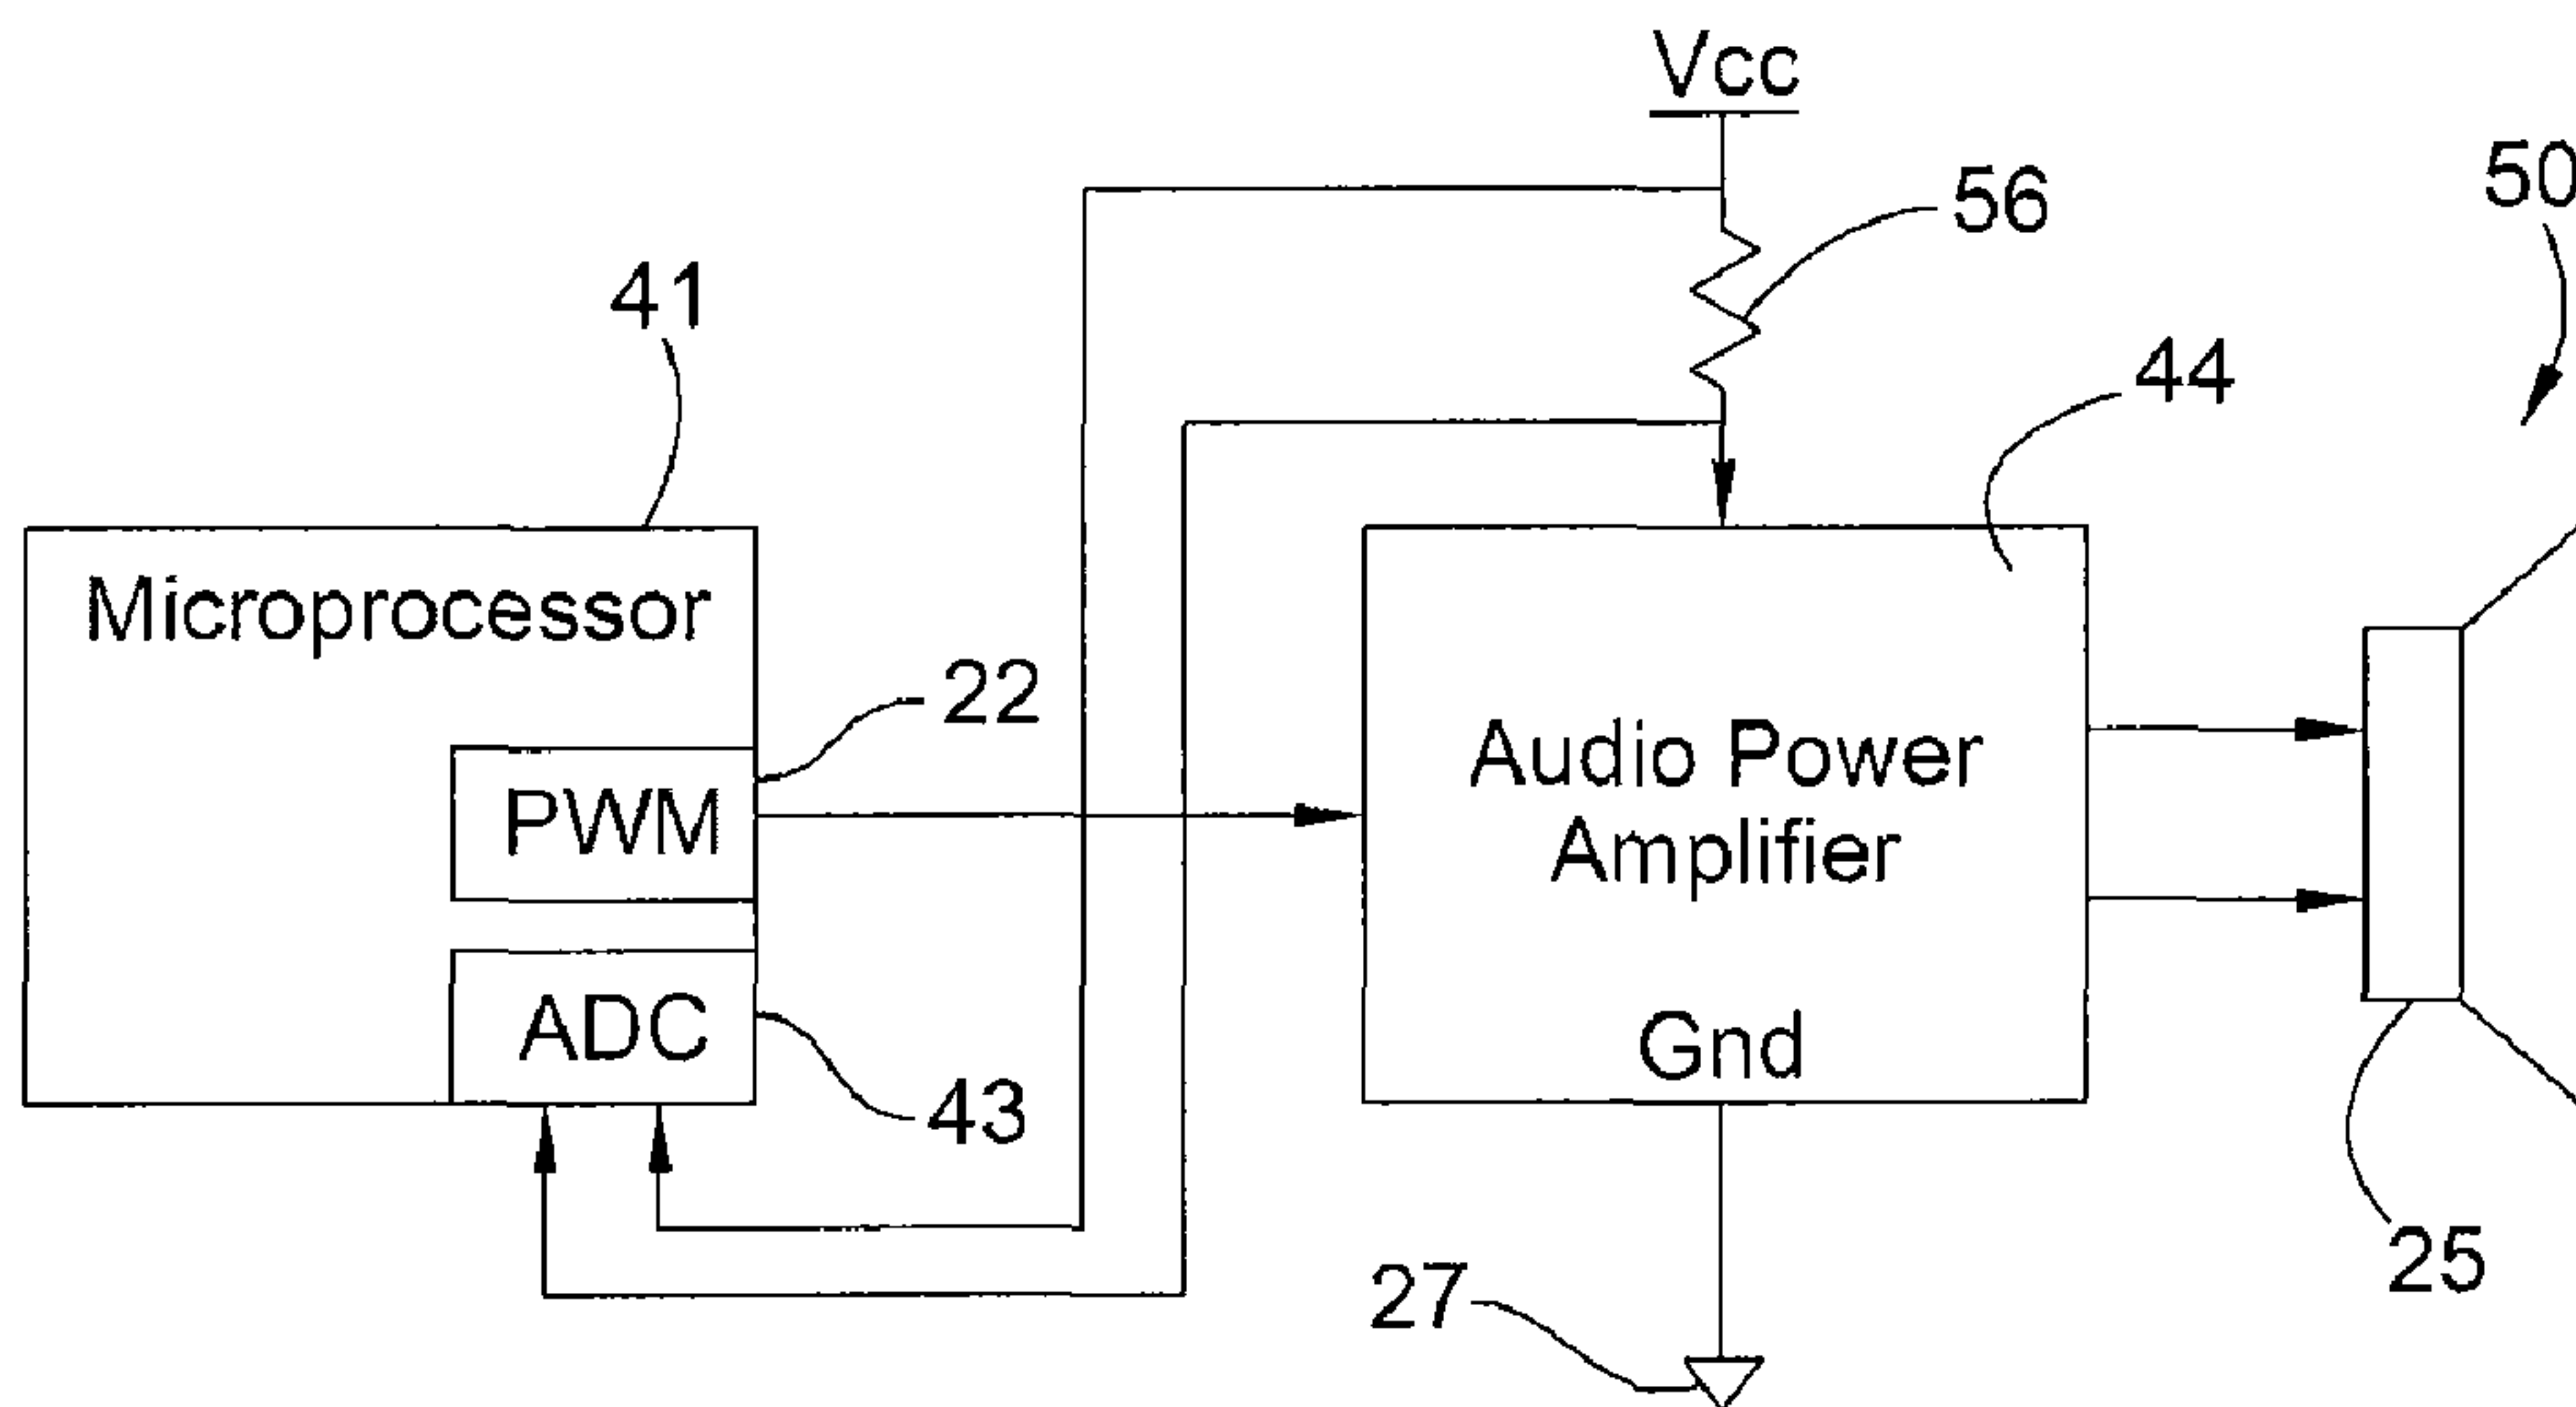 Vcc
50
56
41
44
Microprocessor
22
PWM
Audio Power
Amplifier
ADC
Gnd
43
25
27